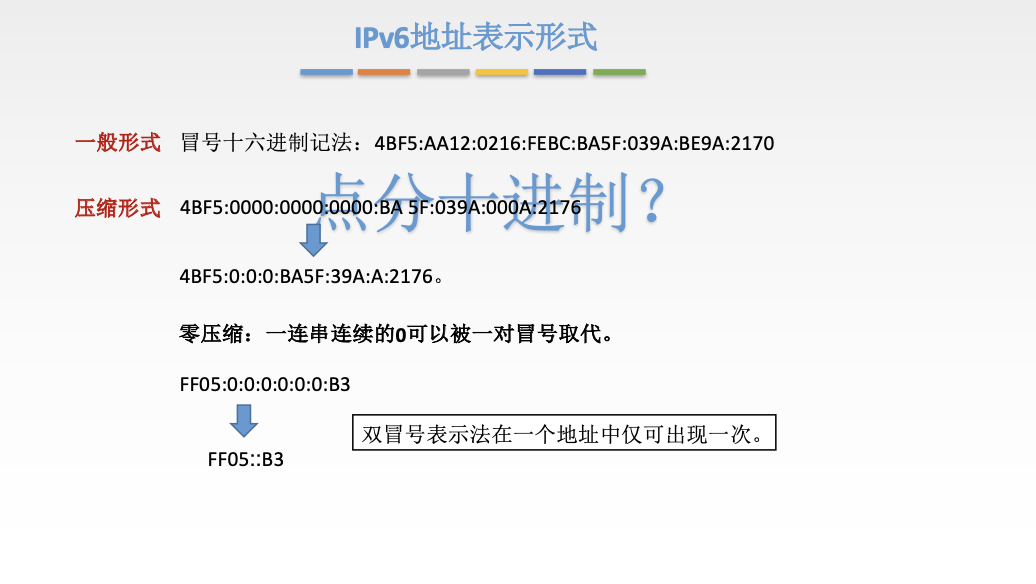 IPv6地址表示形式
一般形式 冒号十六进制记法：4BF5:AA12:0216:FEBC:BA5F:039A:BE9A:2170
点分十进制？
压缩形式 4BF5:0000:0000:0000:BA 5F:039A:000A:2176
4BF5:0:0:0:BA5F:39A:A:2176。
零压缩：一连串连续的0可以被一对冒号取代。
FF05:0:0:0:0:0:0:B3
双冒号表示法在一个地址中仅可出现一次。
FF05::B3